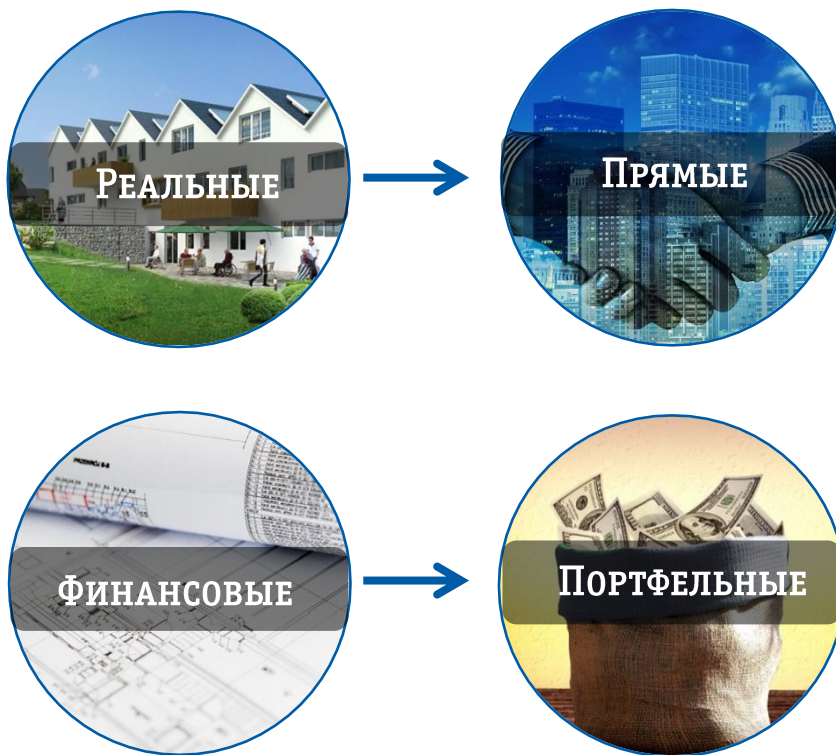 Реальные
Прямые
Финансовые
Портфельные